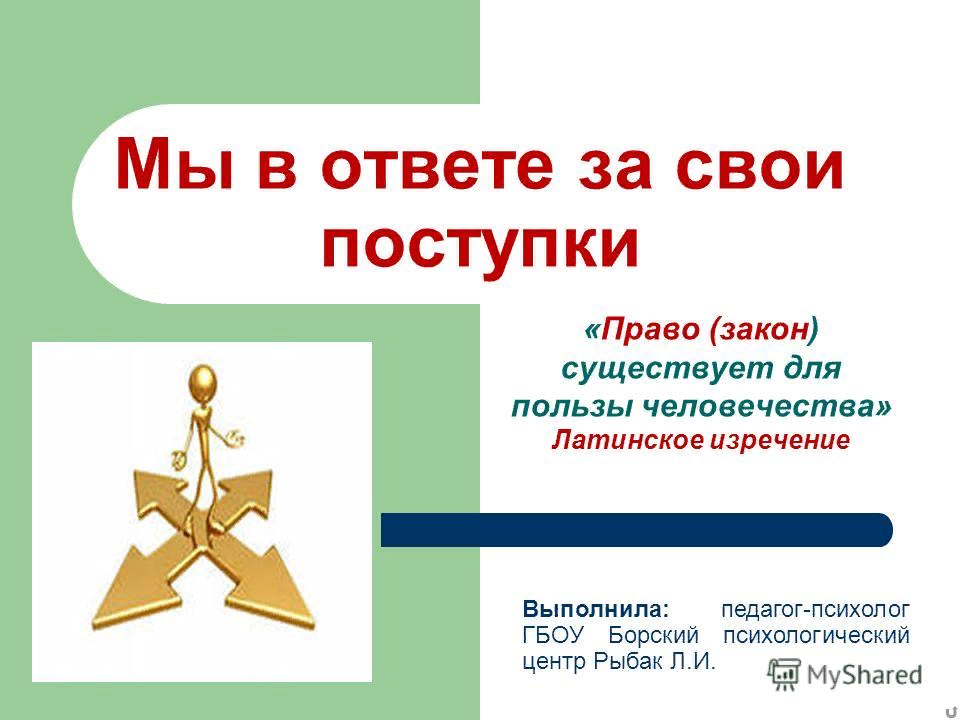 Мы в ответе за свои
поступки
«Право (закон)
существует для
пользы человечества»
Латинское изречение
Выполнила: педагог-психолог
ГБОУ Борский психологический
центр Рыбак Л.И.
MyShared